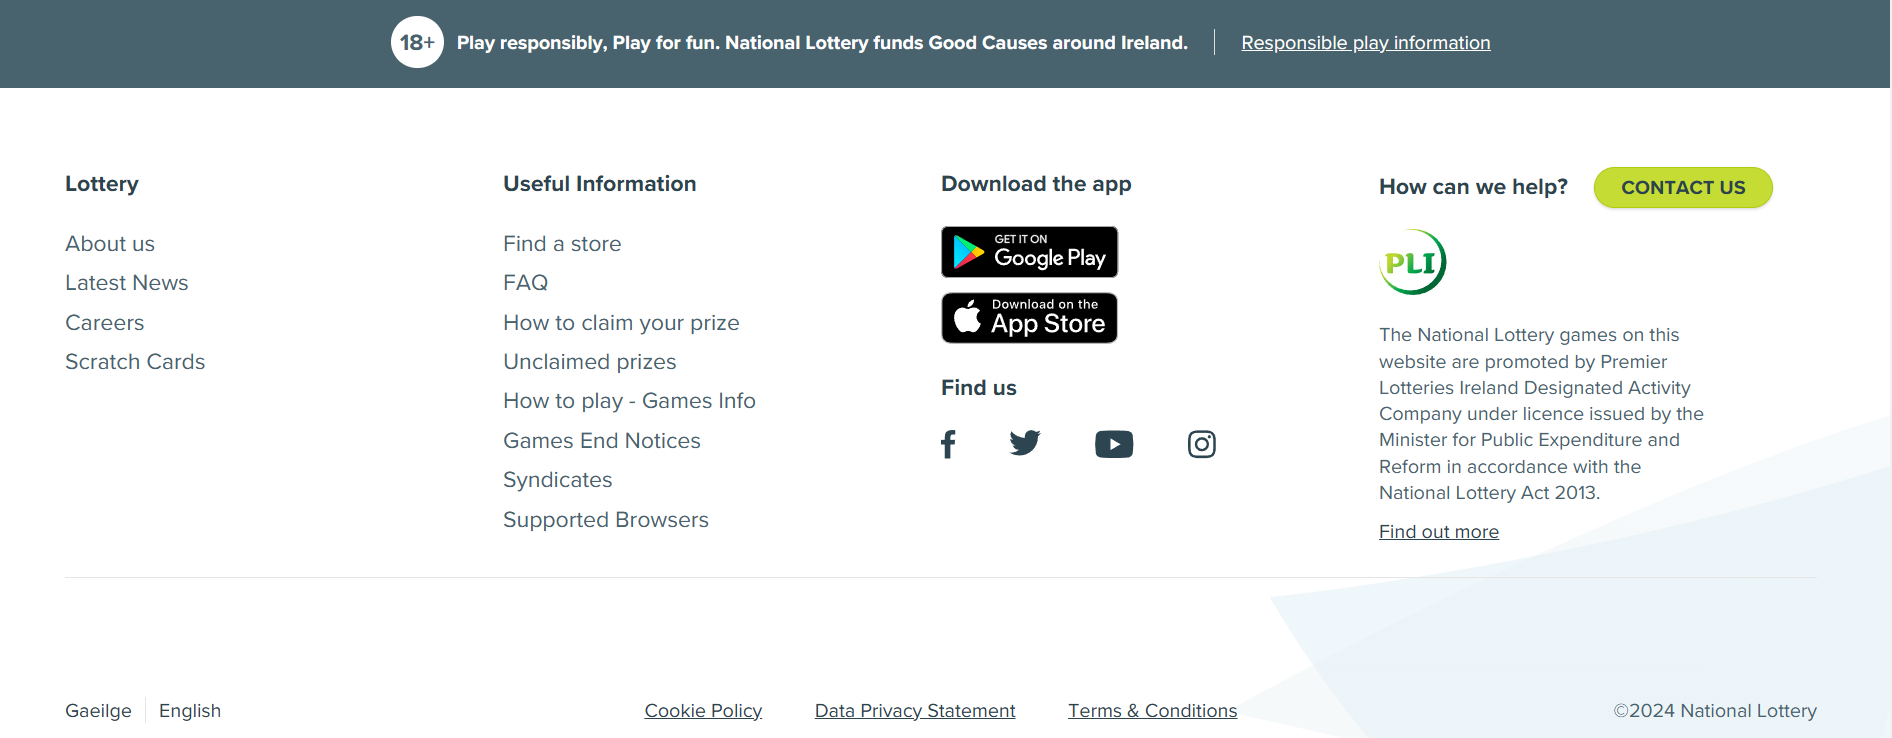 18+ Play responsibly, Play for fun. National Lottery funds Good Causes around Ireland. Responsible play information
Lottery
About us
Latest News
Careers
Scratch Cards
Useful Information
Find a store
FAQ
How to claim your prize
Unclaimed prizes
How to play - Games Info
Games End Notices
Syndicates
Supported Browsers
Download the app
GET IT ON
Google Play
Download on the
App Store
Find us
How can we help? CONTACT US
PLI
The National Lottery games on this
website are promoted by Premier
Lotteries Ireland Designated Activity
Company under licence issued by the
Minister for Public Expenditure and
Reform in accordance with the
National Lottery Act 2013.
Find out more
Gaeilge English Cookie Policy Data Privacy Statement Terms & Conditions ©2024 National Lottery